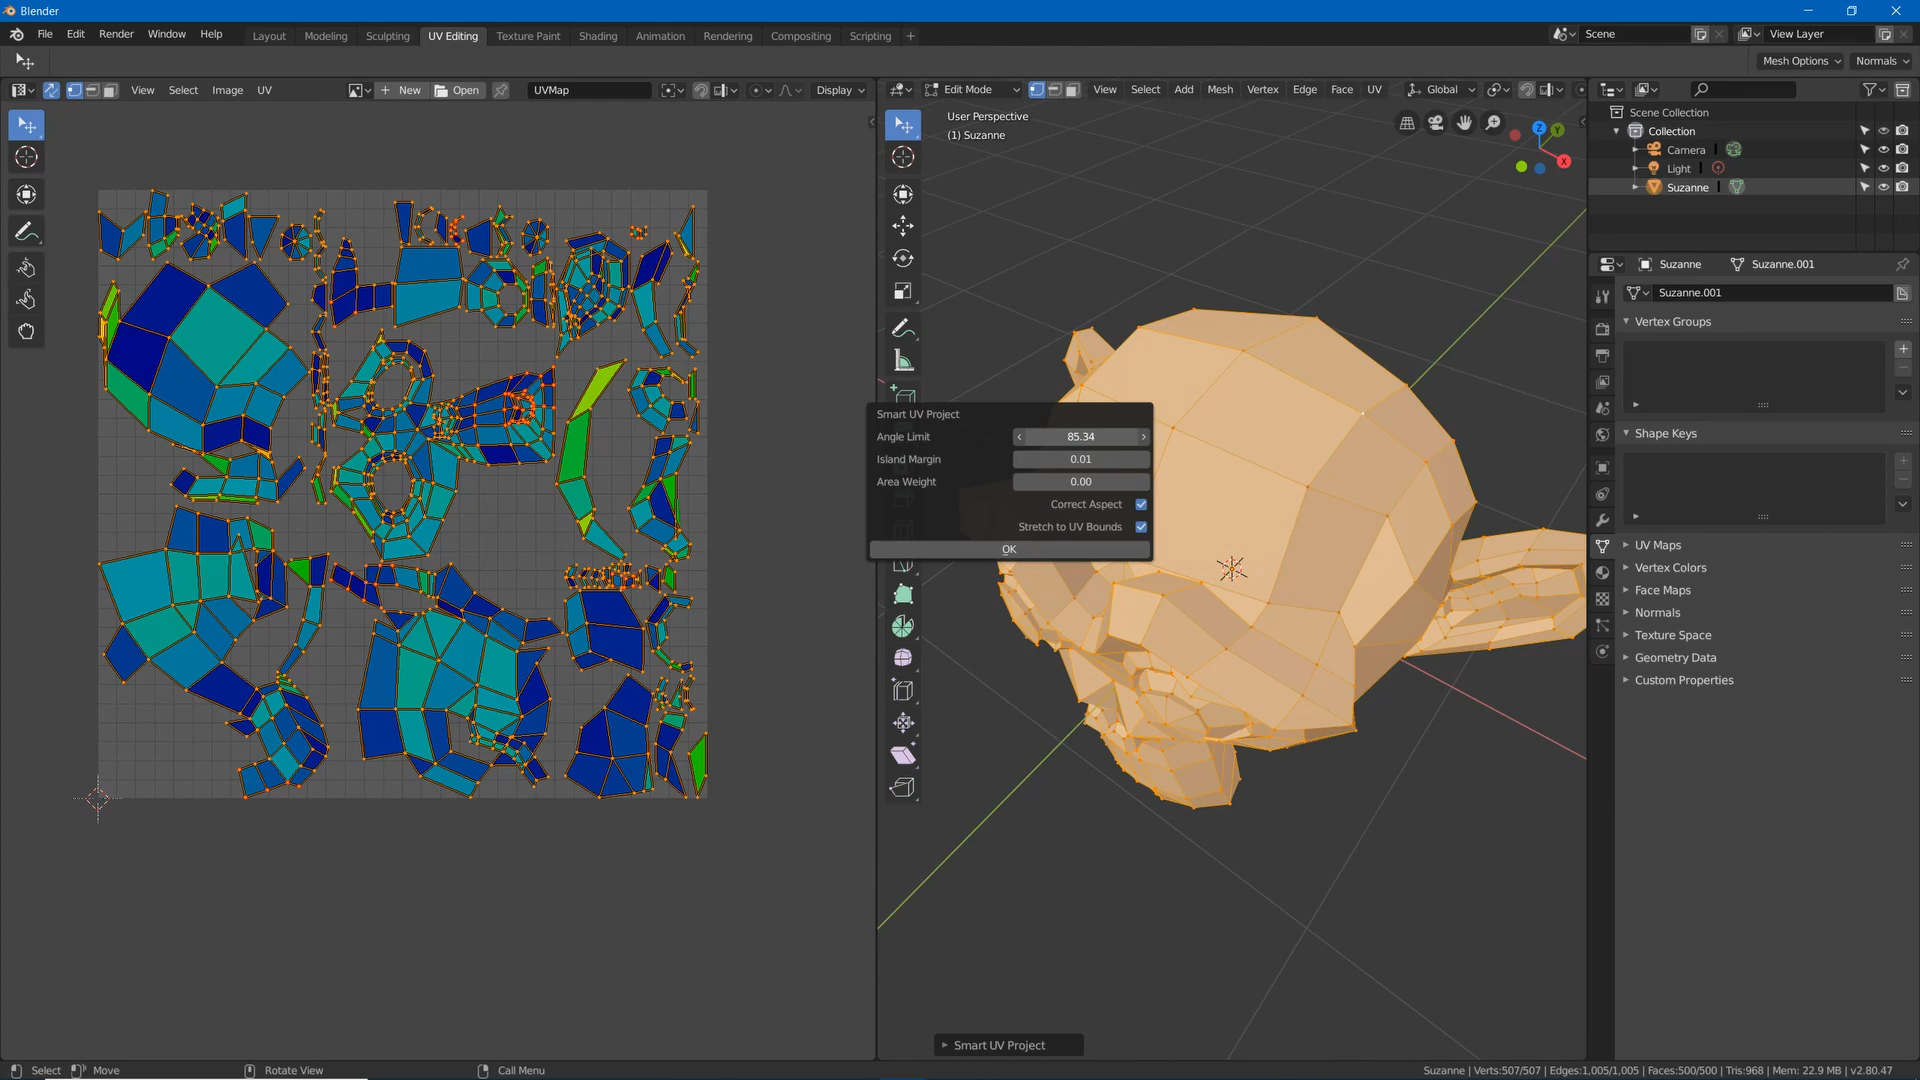 Blender
File Edit Render Window Help
Layout Modeling Sculpting UV Editing Texture Paint Shading Animation Rendering Compositing Scripting
Scene
View Layer
Mesh Options Normals
View Select Image UV New Open UVMap Display
Edit Mode View Select Add Mesh Vertex Edge Face UV Global
User Perspective
(1) Suzanne
Z
Y
X
Smart UV Project
Angle Limit 85.34
Island Margin 0.01
Area Weight 0.00
Correct Aspect
Stretch to UV Bounds
OK
Smart UV Project
Scene Collection
Collection
Camera
Light
Suzanne
Suzanne Suzanne.001
Suzanne.001
Vertex Groups
Shape Keys
UV Maps
Vertex Colors
Face Maps
Normals
Texture Space
Geometry Data
Custom Properties
Select Move Rotate View Call Menu
Suzanne | Verts:507/507 | Edges:1,005/1,005 | Faces:500/500 | Tris:968 | Mem: 22.9 MB | v2.80.47